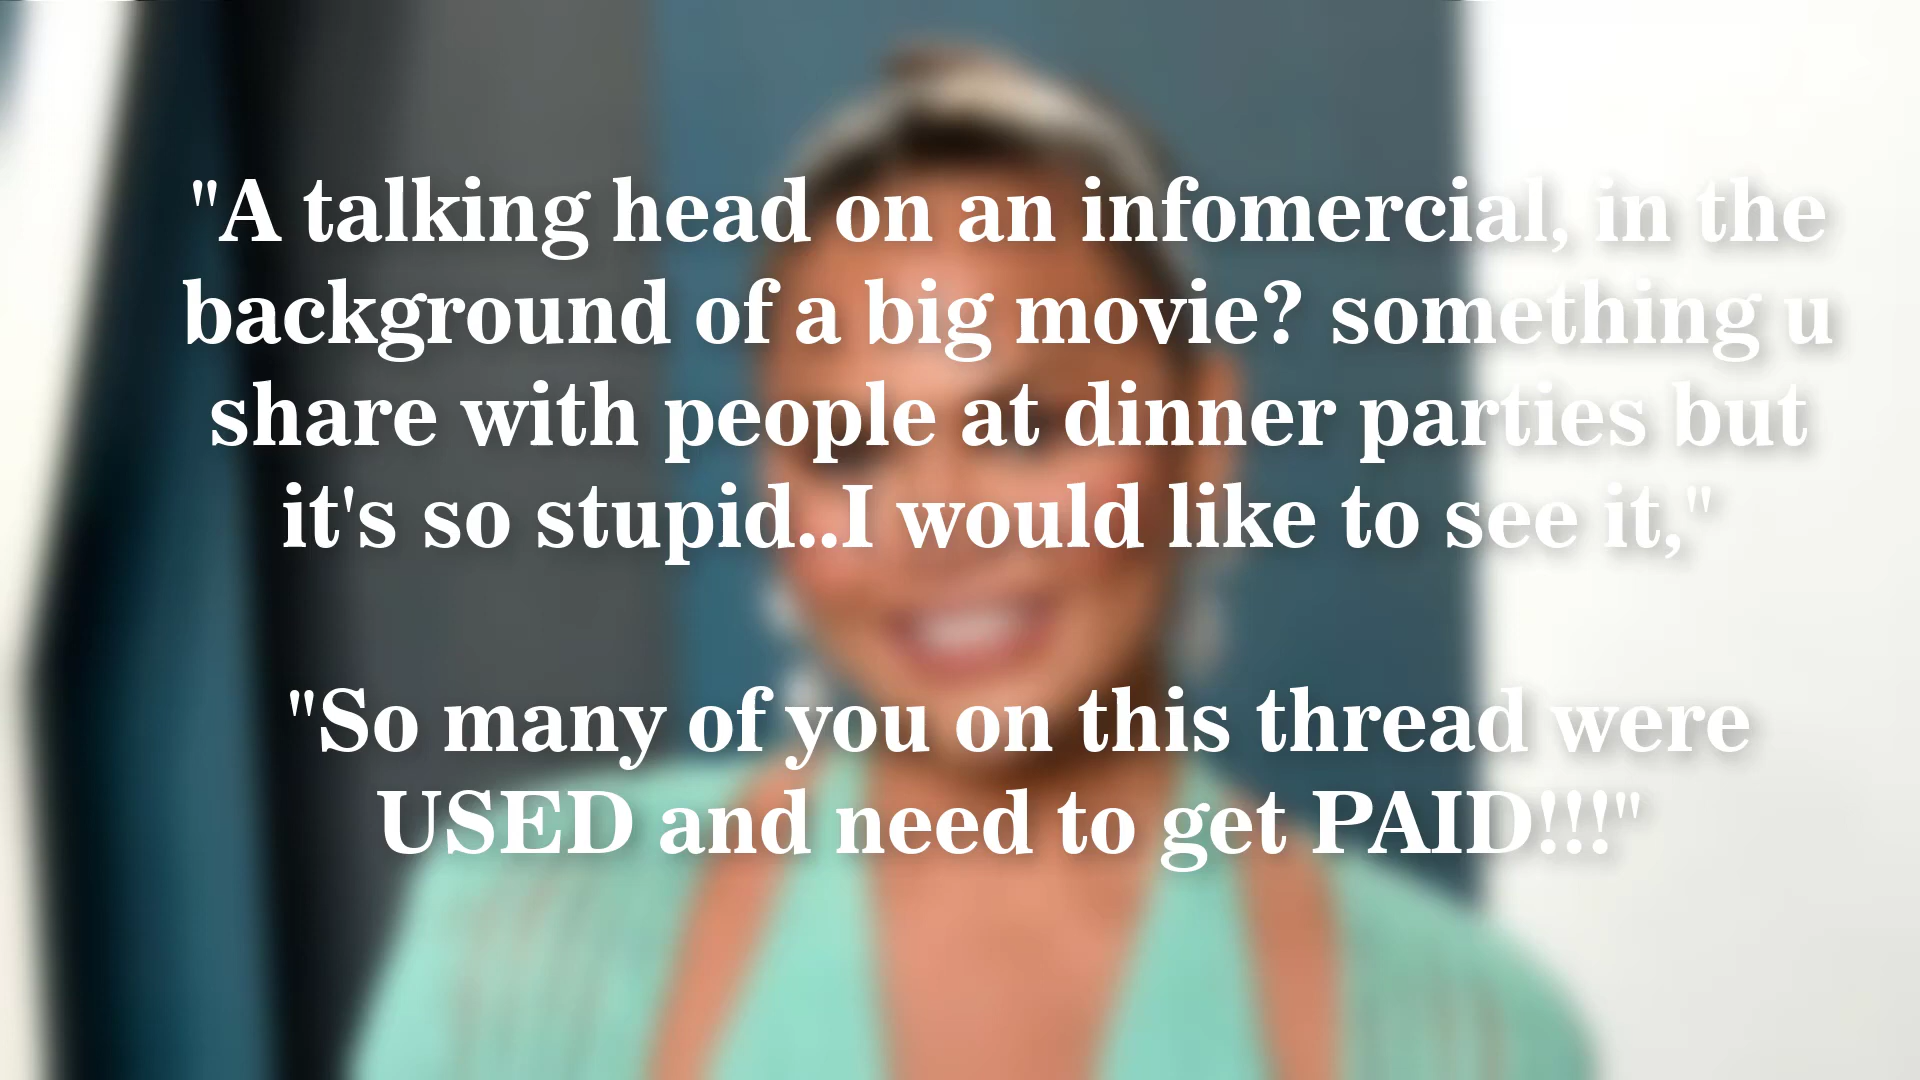 "A talking head on an infomercial, in the
background of a big movie? something u
share with people at dinner parties but
it's so stupid..I would like to see it,"
"So many of you on this thread were
USED and need to get PAID!!!"